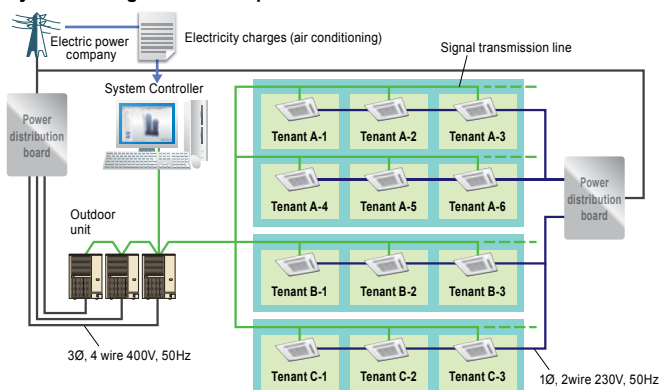 Electric power
company
Electricity charges (air conditioning)
Signal transmission line
System Controller
Power
distribution
board
Tenant A-1
Tenant A-2
Tenant A-3
Tenant A-4
Tenant A-5
Tenant A-6
Power
distribution
board
Outdoor
unit
Tenant B-1
Tenant B-2
Tenant B-3
3Ø, 4 wire 400V, 50Hz
Tenant C-1
Tenant C-2
Tenant C-3
1Ø, 2wire 230V, 50Hz